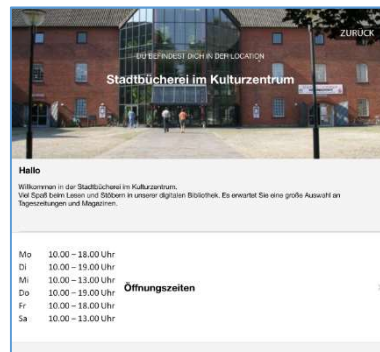 ZURÜCK
DU BEFINDEST DICH IN DER LOCATION
Stadtbücherei im Kulturzentrum
Hallo
Willkommen in der Stadtbücherei im Kulturzentrum.
Viel Spaß beim Lesen und Stöbern in unserer digitalen Bibliothek. Es erwartet Sie eine große Auswahl an
Tageszeitungen und Magazinen.
Mo 10.00 – 18.00 Uhr
Di 10.00 – 19.00 Uhr
Mi 10.00 – 13.00 Uhr
Do 10.00 – 19.00 Uhr
Fr 10.00 – 18.00 Uhr
Sa 10.00 – 13.00 Uhr
Öffnungszeiten